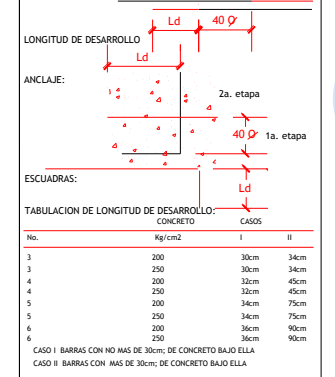 Ld 40 Ø
LONGITUD DE DESARROLLO
Ld
ANCLAJE:
2a. etapa
40 Ø 1a. etapa
ESCUADRAS:
Ld
TABULACION DE LONGITUD DE DESARROLLO:
CONCRETO CASOS
No. Kg/cm2 I II
3 200 30cm 34cm
3 250 30cm 34cm
4 200 32cm 45cm
4 250 32cm 45cm
5 200 34cm 75cm
5 250 34cm 75cm
6 200 36cm 90cm
6 250 36cm 90cm
CASO I BARRAS CON NO MAS DE 30cm; DE CONCRETO BAJO ELLA
CASO II BARRAS CON MAS DE 30cm; DE CONCRETO BAJO ELLA